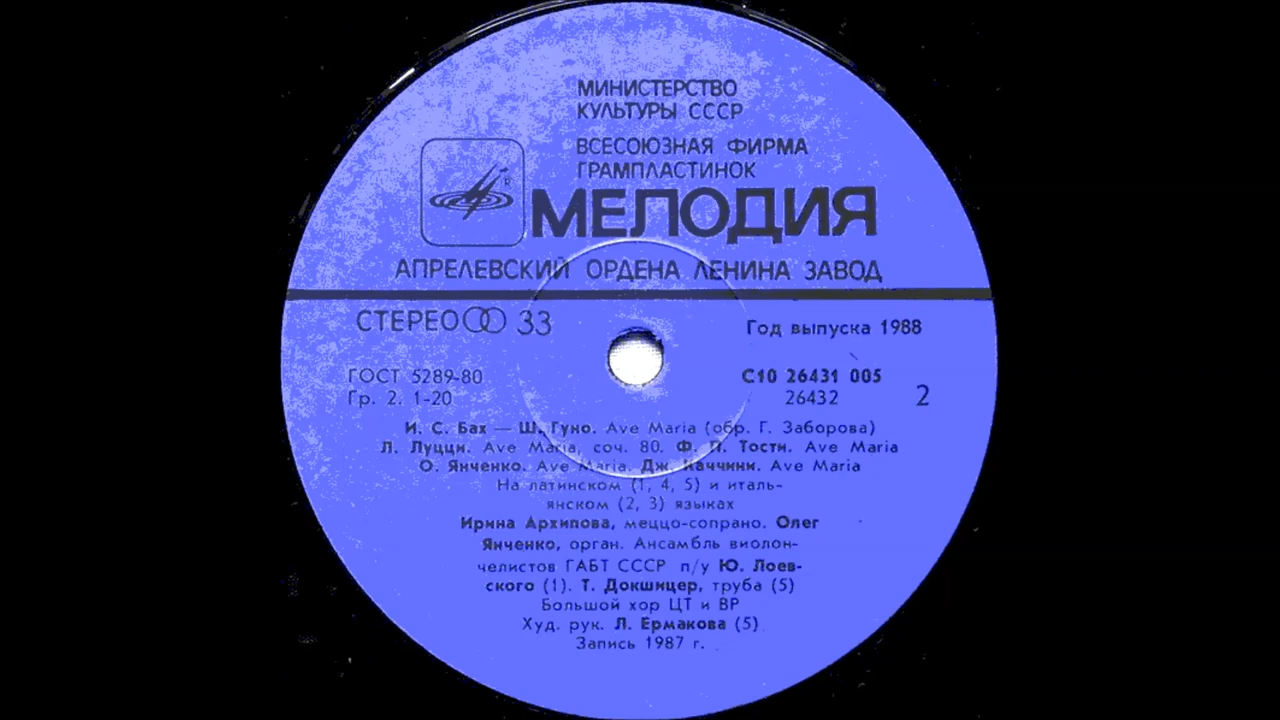 МИНИСТЕРСТВО
КУЛЬТУРЫ СССР
ВСЕСОЮЗНАЯ ФИРМА
ГРАМПЛАСТИНОК
R
МЕЛОДИЯ
АПРЕЛЕВСКИЙ ОРДЕНА ЛЕНИНА ЗАВОД
СТЕРЕО 33
Год выпуска 1988
ГОСТ 5289-80
С10 26431 005
Гр. 2. 1-20
26432
2
И. С. Бах — Ш. Гуно. Ave Maria (обр. Г. Заборова)
Л. Луцци. Ave Maria, соч. 80. Ф. П. Тости. Ave Maria
О. Янченко. Ave Maria. Дж. Каччини. Ave Maria
На латинском (1, 4, 5) и италь-
янском (2, 3) языках
Ирина Архипова, меццо-сопрано. Олег
Янченко, орган. Ансамбль виолон-
челистов ГАБТ СССР п/у Ю. Лоев-
ского (1). Т. Докшицер, труба (5)
Большой хор ЦТ и ВР
Худ. рук. Л. Ермакова (5)
Запись 1987 г.